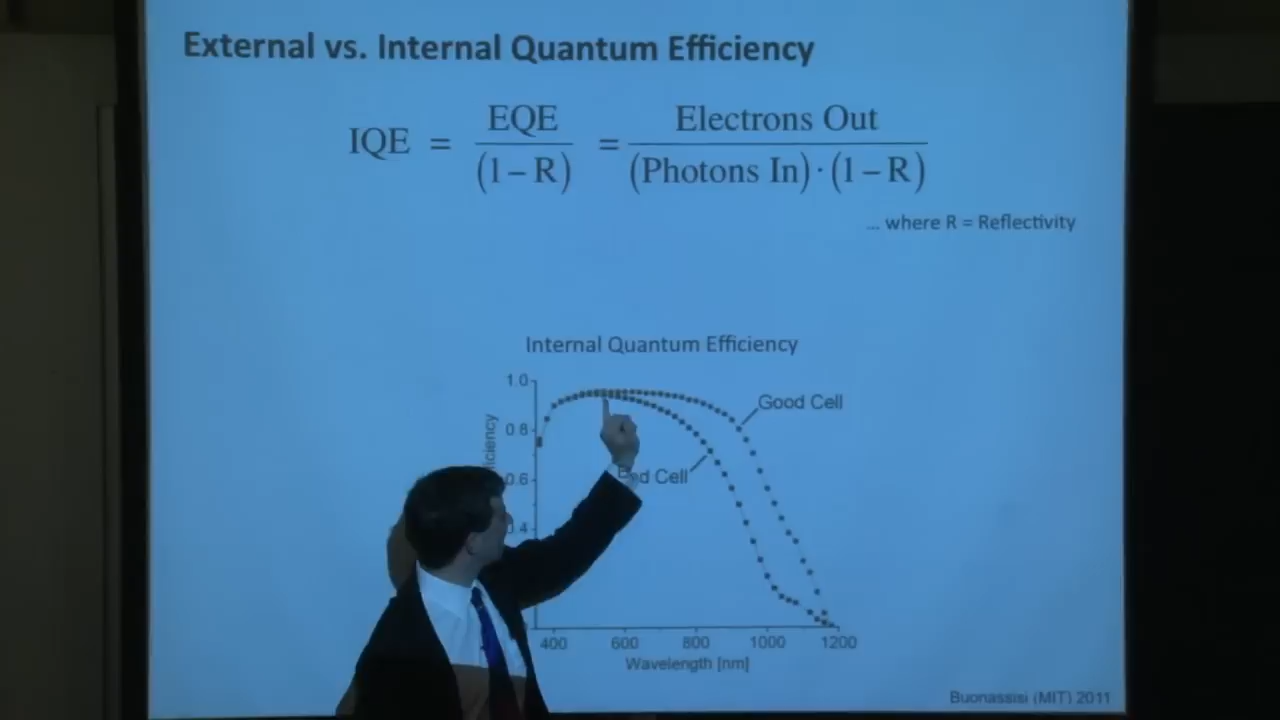 External vs. Internal Quantum Efficiency
IQE = EQE / (1 – R) = Electrons Out / (Photons In) · (1 – R)
... where R = Reflectivity
Internal Quantum Efficiency
1.0
0.8
0.6
0.4
Good Cell
Cell
400 600 800 1000 1200
Wavelength [nm]
Buonassisi (MIT) 2011